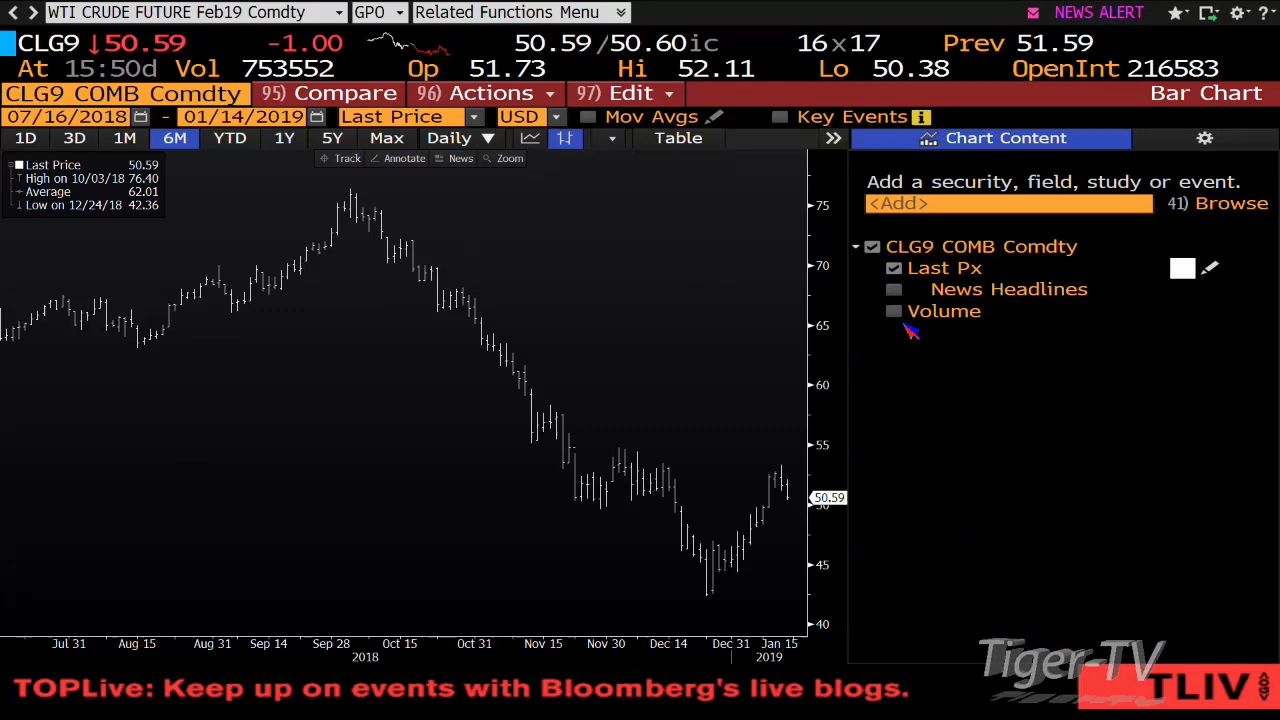 WTI CRUDE FUTURE Feb19 Comdty GPO Related Functions Menu NEWS ALERT
CLG9 ↓50.59 -1.00 50.59/50.60ic 16x17 Prev 51.59
At 15:50d Vol 753552 Op 51.73 Hi 52.11 Lo 50.38 OpenInt 216583
CLG9 COMB Comdty 95) Compare 96) Actions 97) Edit Bar Chart
07/16/2018 - 01/14/2019 Last Price USD Mov Avgs Key Events
1D 3D 1M 6M YTD 1Y 5Y Max Daily ▼ Table Chart Content
Track Annotate News Zoom
Last Price 50.59
High on 10/03/18 76.40
Average 62.01
Low on 12/24/18 42.36
Add a security, field, study or event.
<Add> 41) Browse
CLG9 COMB Comdty
Last Px
News Headlines
Volume
75
70
65
60
55
50.59
50
45
40
Jul 31 Aug 15 Aug 31 Sep 14 Sep 28 Oct 15 Oct 31 Nov 15 Nov 30 Dec 14 Dec 31 Jan 15
2018 2019
Tiger-TV
TOPLive: Keep up on events with Bloomberg's live blogs. TLIV